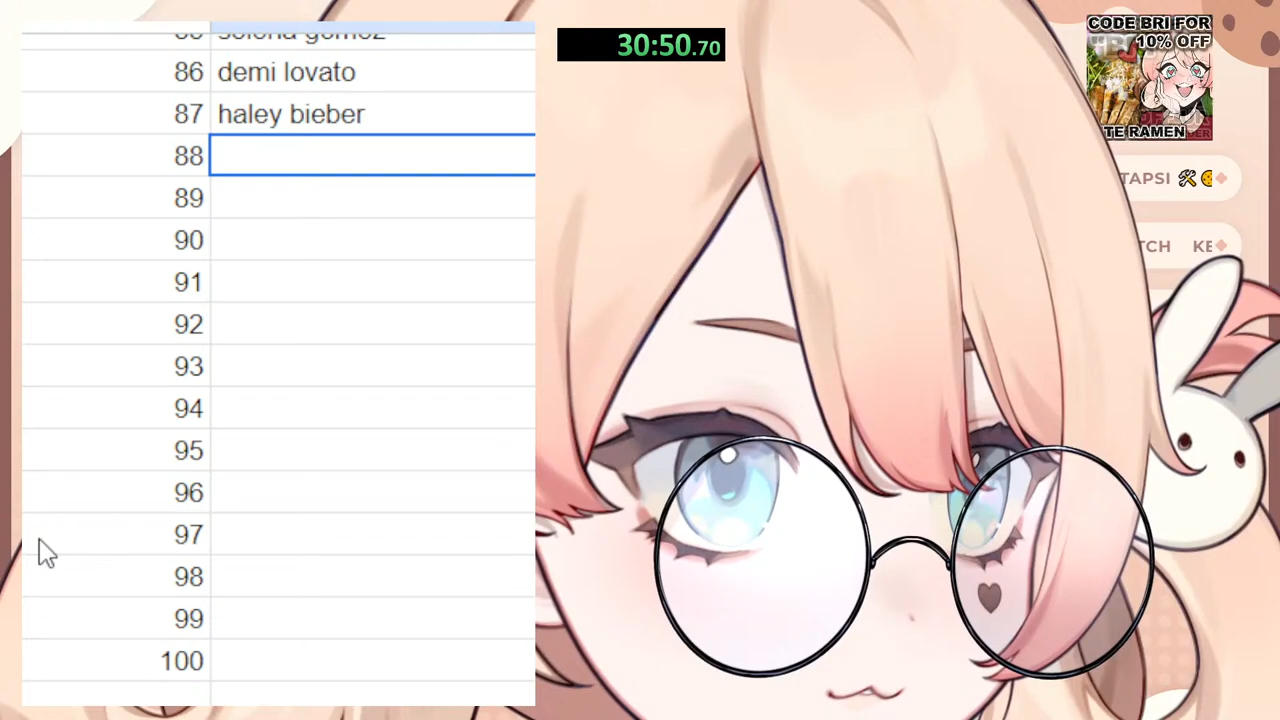 86 demi lovato
87 haley bieber
88
89
90
91
92
93
94
95
96
97
98
99
100
30:50.70
CODE BRI FOR
10% OFF
TE RAMEN
TAPSI
TCH KE